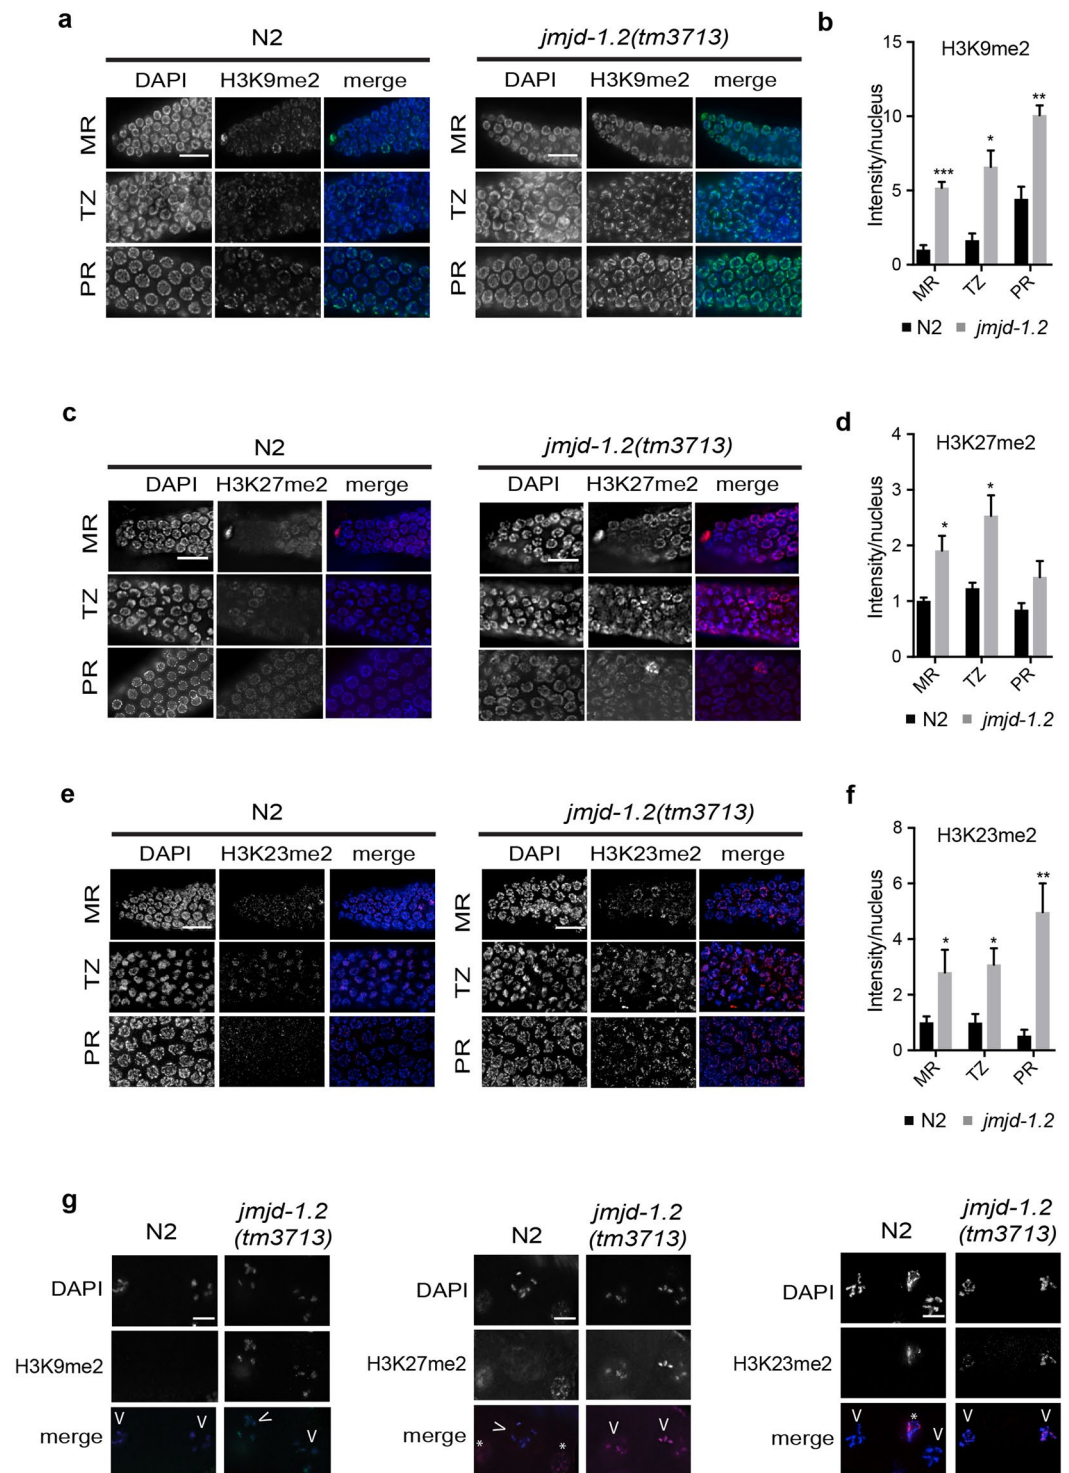 a
N2
jmjd-1.2(tm3713)
DAPI H3K9me2 merge
DAPI H3K9me2 merge
MR
TZ
PR
MR
TZ
PR
b
H3K9me2
Intensity/nucleus
15
10
5
0
***
*
**
MR TZ PR
N2 jmjd-1.2
c
N2
jmjd-1.2(tm3713)
DAPI H3K27me2 merge
DAPI H3K27me2 merge
MR
TZ
PR
MR
TZ
PR
d
H3K27me2
Intensity/nucleus
4
3
2
1
0
*
*
MR TZ PR
N2 jmjd-1.2
e
N2
jmjd-1.2(tm3713)
DAPI H3K23me2 merge
DAPI H3K23me2 merge
MR
TZ
PR
MR
TZ
PR
f
H3K23me2
Intensity/nucleus
8
6
4
2
0
*
*
**
MR TZ PR
N2 jmjd-1.2
g
N2
jmjd-1.2
(tm3713)
DAPI
H3K9me2
merge
V V
< V
N2
jmjd-1.2
(tm3713)
DAPI
H3K27me2
merge
* > *
V V
N2
jmjd-1.2
(tm3713)
DAPI
H3K23me2
merge
V * V
V V